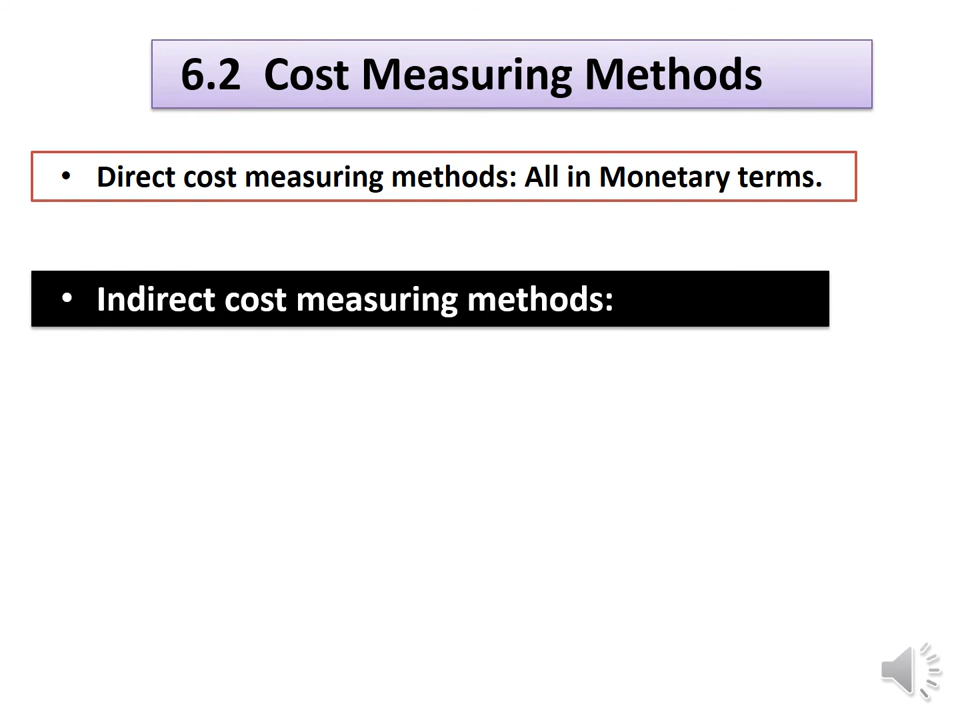 6.2 Cost Measuring Methods
• Direct cost measuring methods: All in Monetary terms.
• Indirect cost measuring methods: